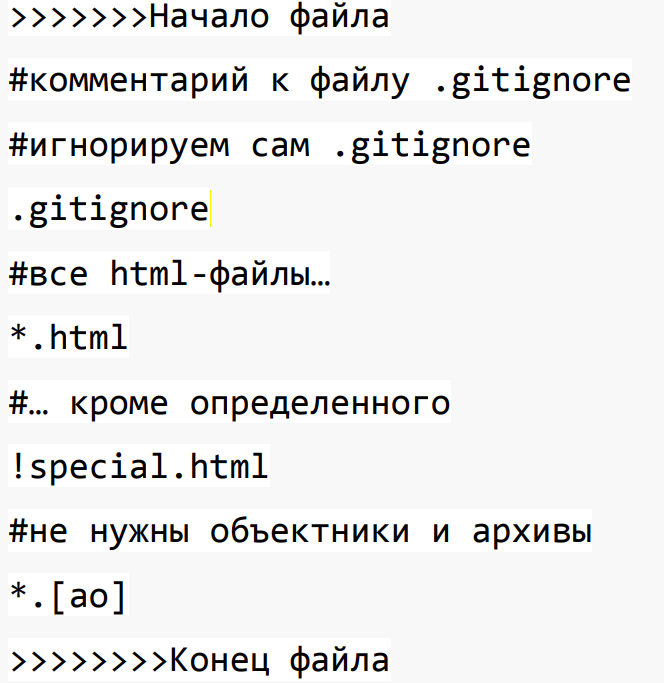 >>>>>>>Начало файла
#комментарий к файлу .gitignore
#игнорируем сам .gitignore
.gitignore
#все html-файлы…
*.html
#… кроме определенного
!special.html
#не нужны объектники и архивы
*.[ao]
>>>>>>>>Конец файла